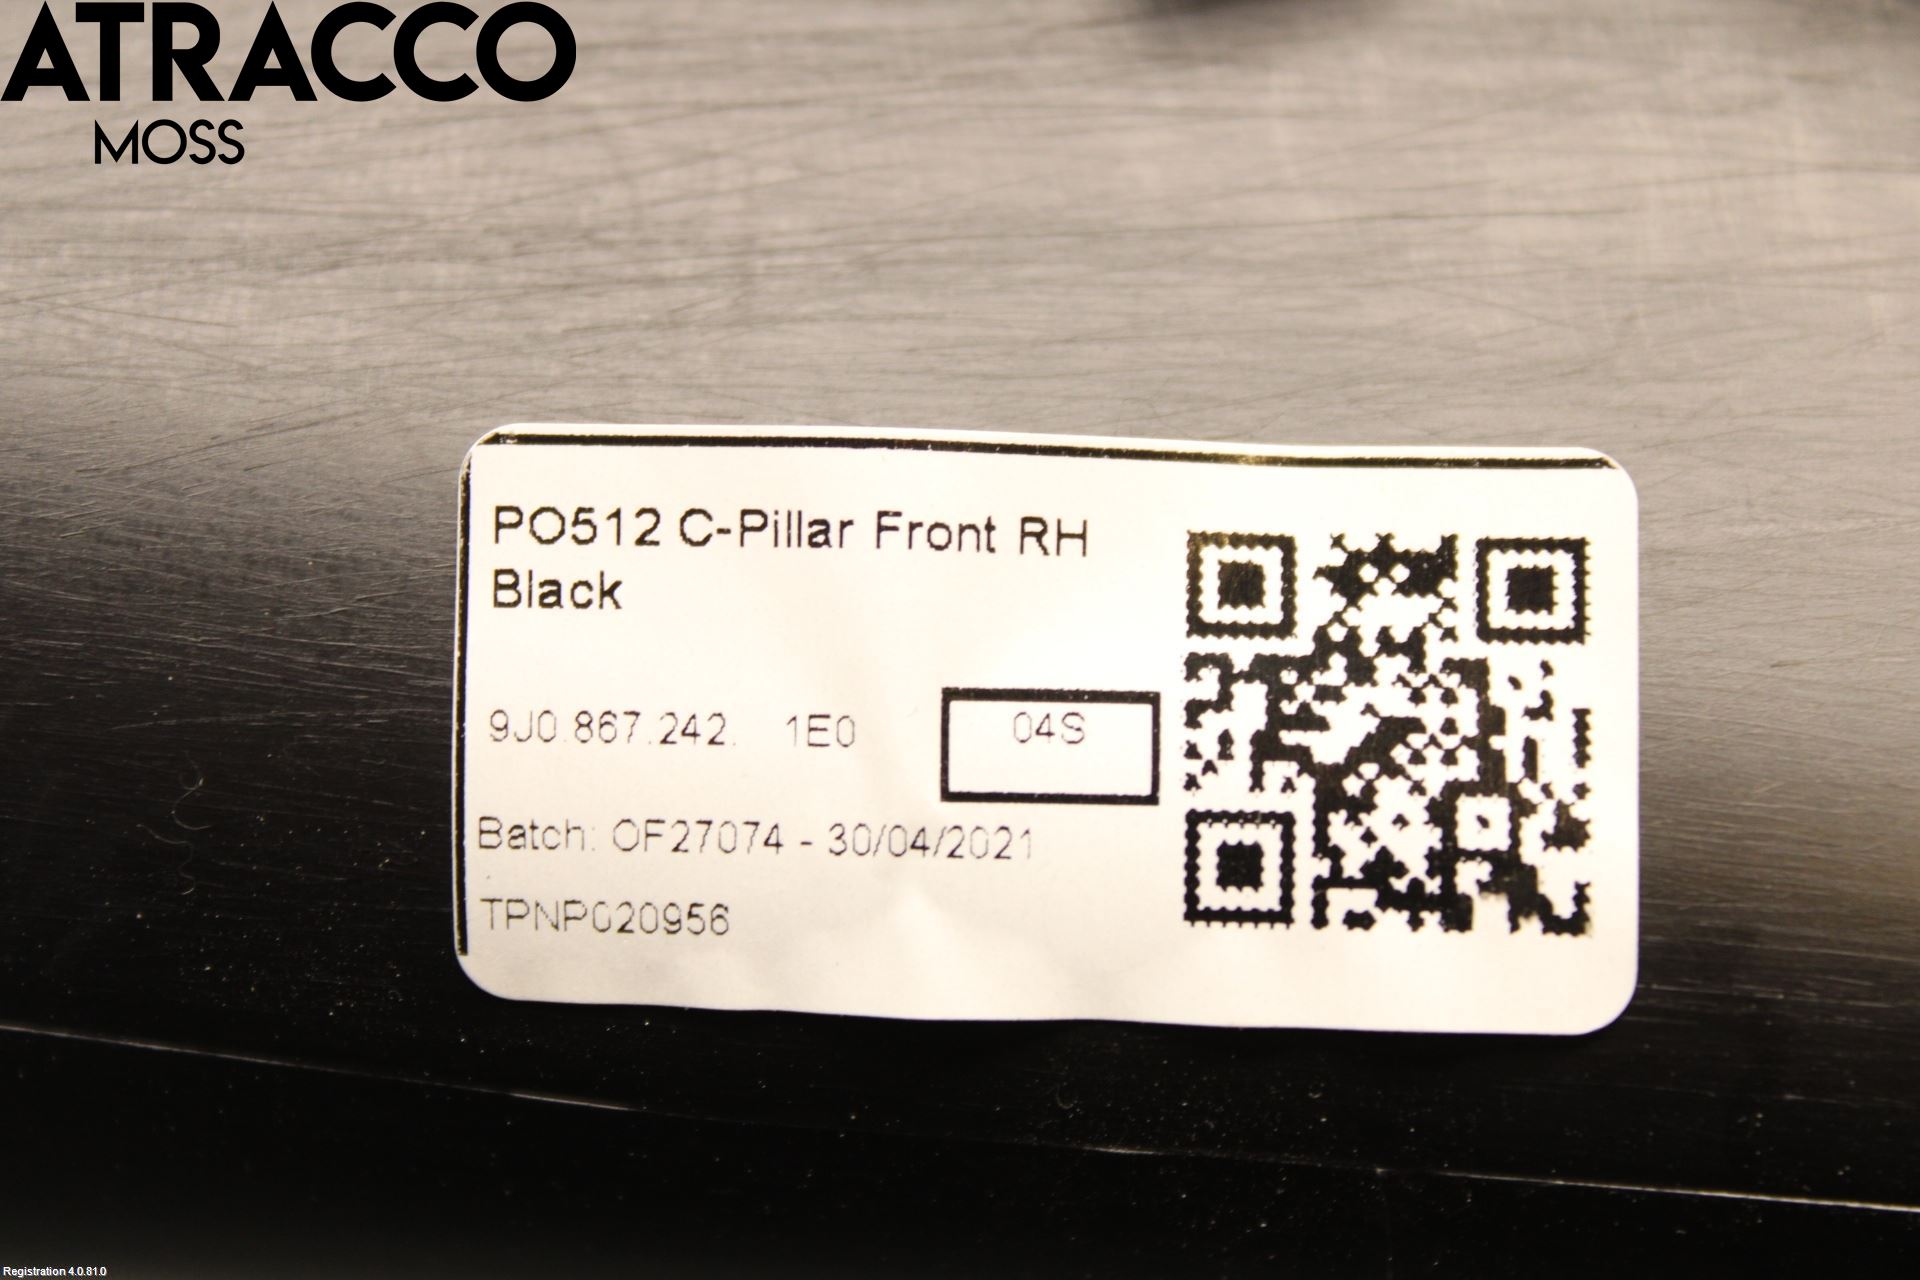 ATRACCO
MOSS
PO512 C-Pillar Front RH
Black
9J0.867.242. 1E0
04S
Batch: OF27074 - 30/04/2021
TPNP020956
Registration 4.0.81.0